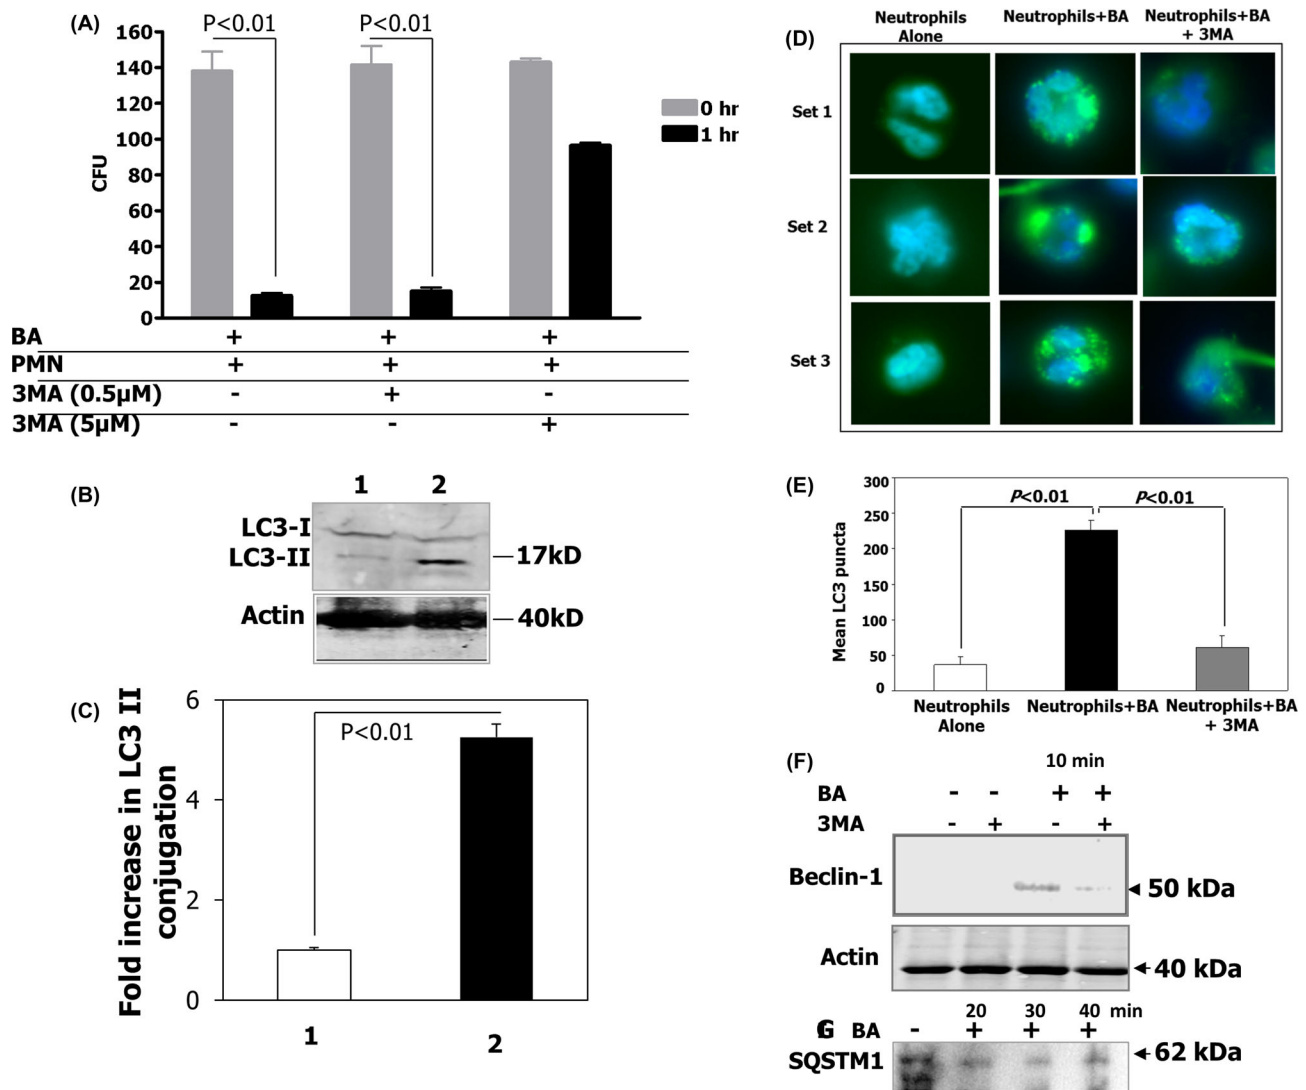 (A)
P<0.01
P<0.01
160
140
120
100
80
60
40
20
0
CFU
0 hr
1 hr
BA + + +
PMN + + +
3MA (0.5µM) - + -
3MA (5µM) - - +
(B)
1 2
LC3-I
LC3-II
17kD
Actin
40kD
(C)
Fold increase in LC3 II
conjugation
6
4
2
0
P<0.01
1
2
(D)
Neutrophils
Alone
Neutrophils+BA
Neutrophils+BA
+ 3MA
Set 1
Set 2
Set 3
(E)
Mean LC3 puncta
300
250
200
150
100
50
0
P<0.01
P<0.01
Neutrophils
Alone
Neutrophils+BA
Neutrophils+BA
+ 3MA
(F)
10 min
BA - - + +
3MA - + - +
Beclin-1
50 kDa
Actin
40 kDa
20 30 40 min
G BA - + + +
SQSTM1
62 kDa